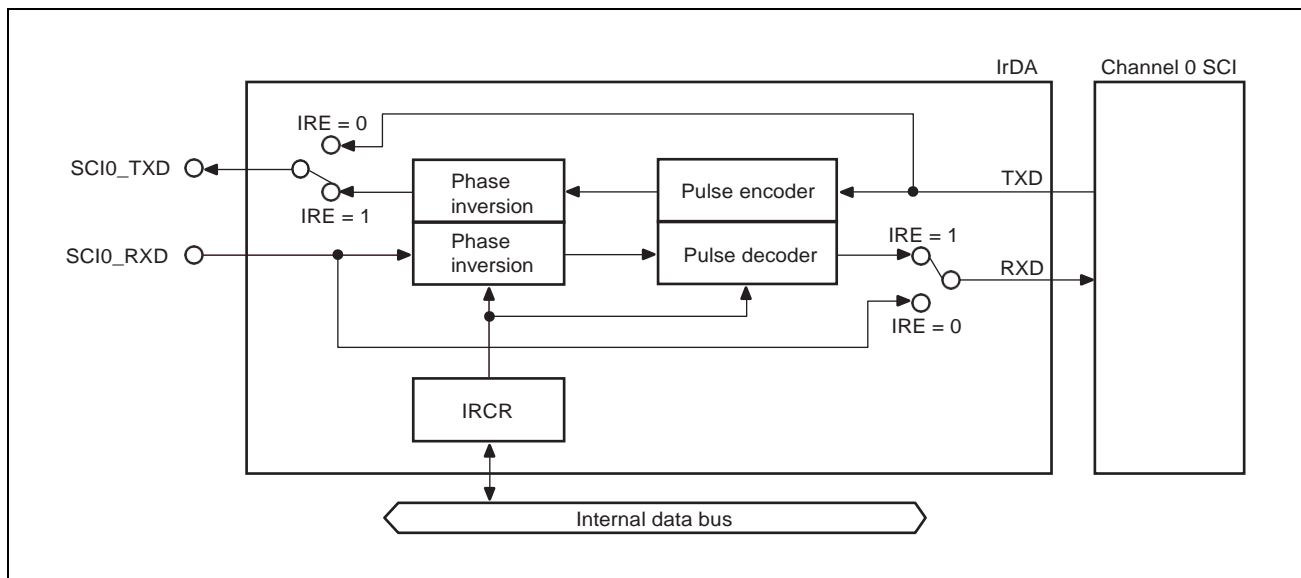 IrDA
Channel 0 SCI
IRE = 0
SCI0_TXD
Phase
inversion
Pulse encoder
TXD
IRE = 1
SCI0_RXD
Phase
inversion
Pulse decoder
IRE = 1
RXD
IRE = 0
IRCR
Internal data bus